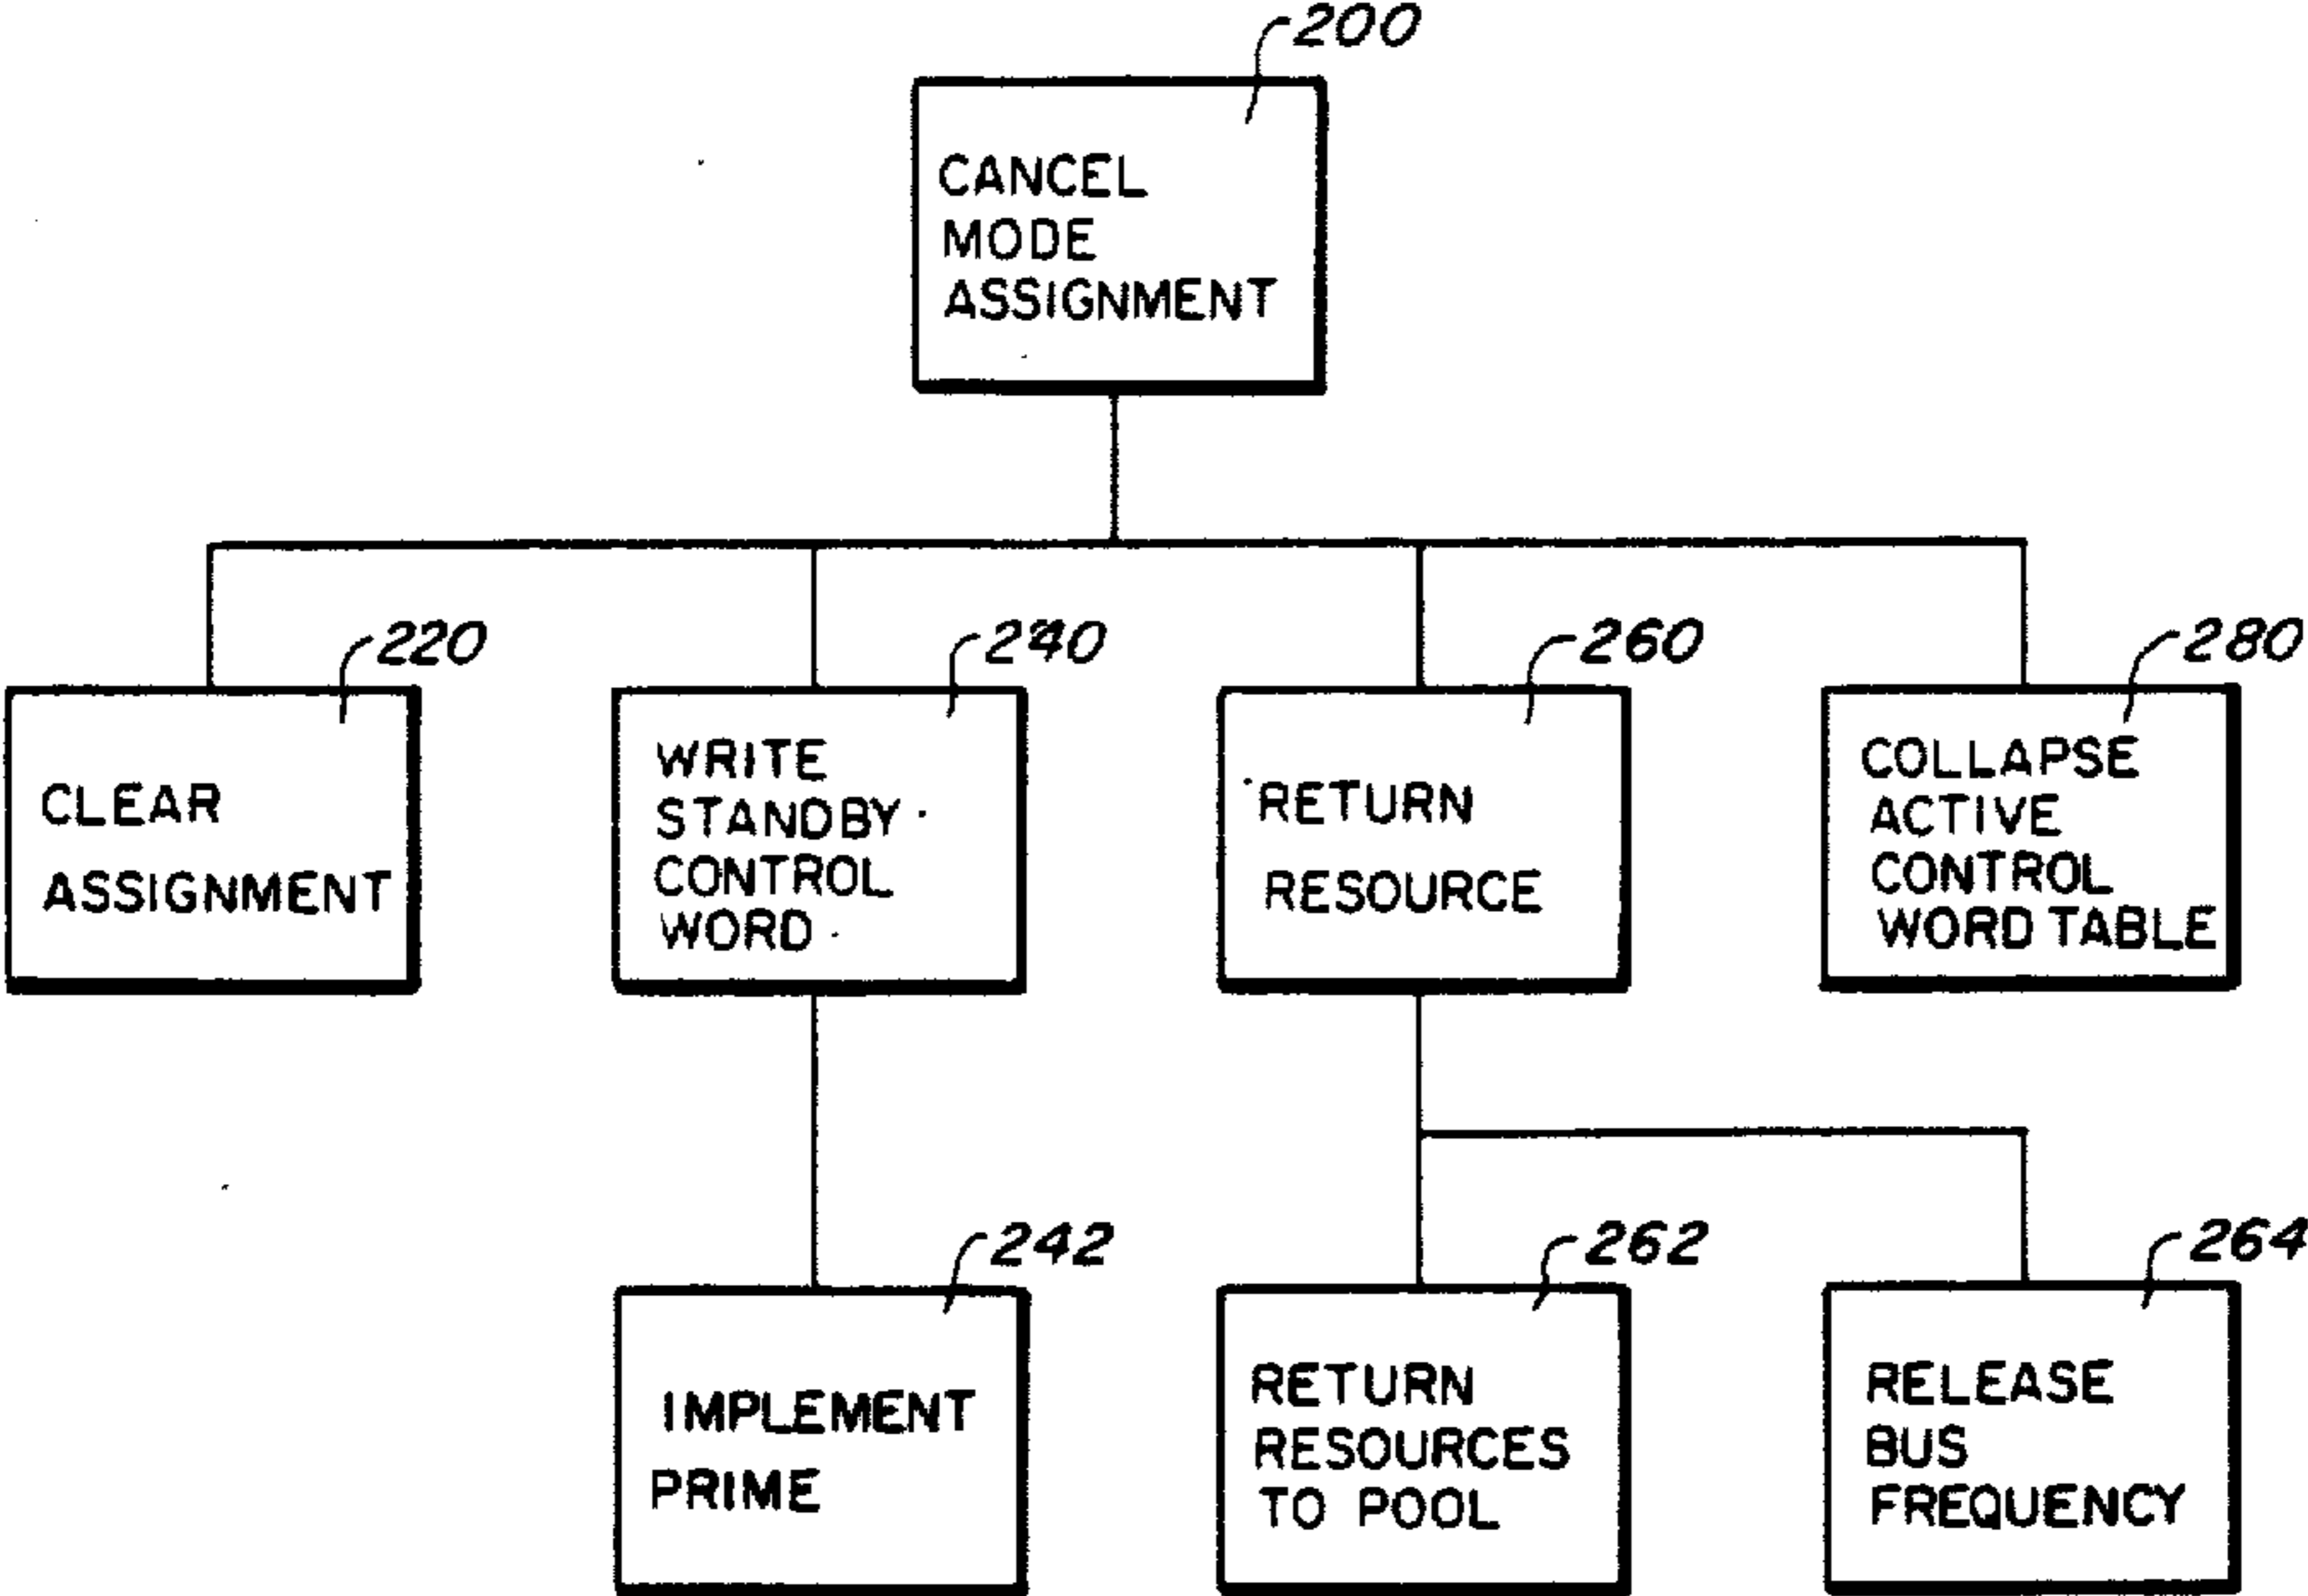 200
CANCEL
MODE
ASSIGNMENT
220
CLEAR
ASSIGNMENT
240
WRITE
STANDBY
CONTROL
WORD
260
RETURN
RESOURCE
280
COLLAPSE
ACTIVE
CONTROL
WORD TABLE
242
IMPLEMENT
PRIME
262
RETURN
RESOURCES
TO POOL
264
RELEASE
BUS
FREQUENCY